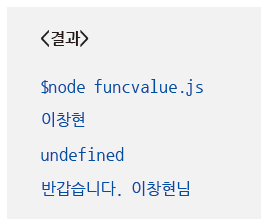 <결과>
$node funcvalue.js
이창현
undefined
반갑습니다. 이창현님